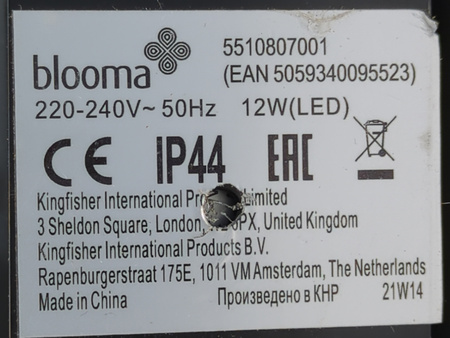 blooma
5510807001
(EAN 5059340095523)
220-240V~ 50Hz 12W(LED)
CE IP44 EAC
Kingfisher International Limited
3 Sheldon Square, London, United Kingdom
Kingfisher International Products B.V.
Rapenburgerstraat 175E, 1011 VM Amsterdam, The Netherlands
Made in China Произведено в КНР 21W14